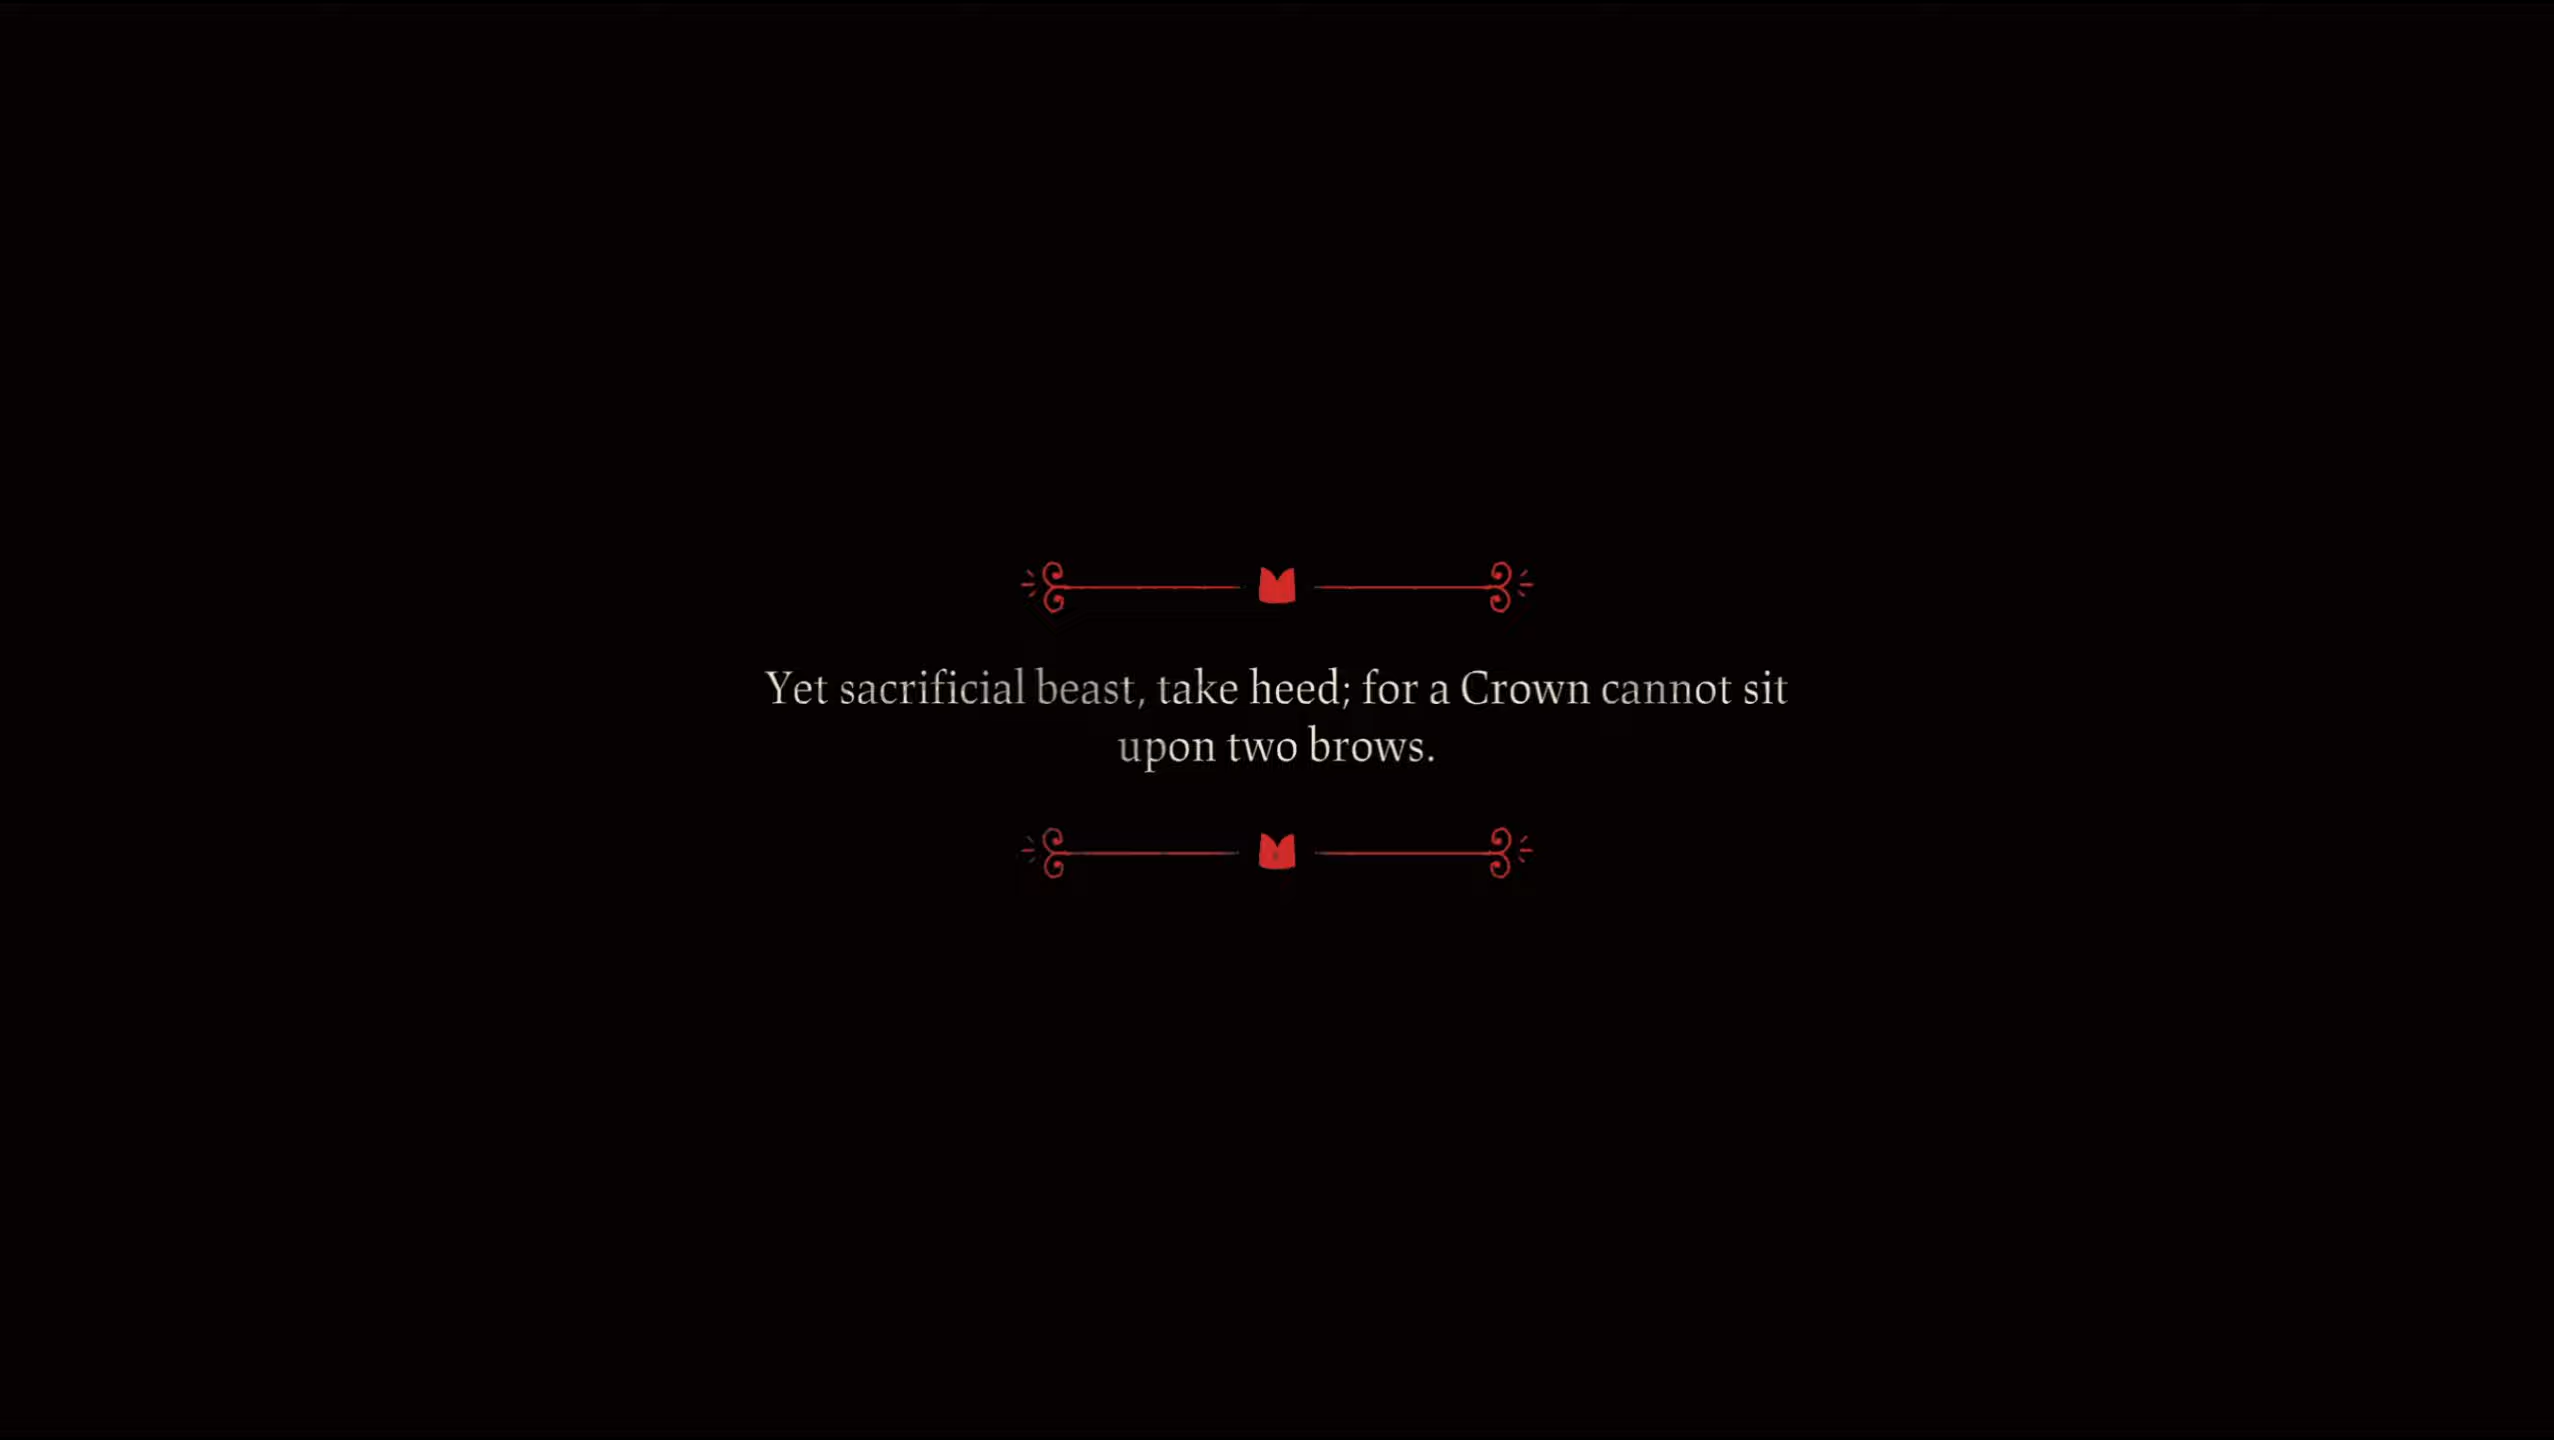 Yet sacrificial beast, take heed; for a Crown cannot sit
upon two brows.